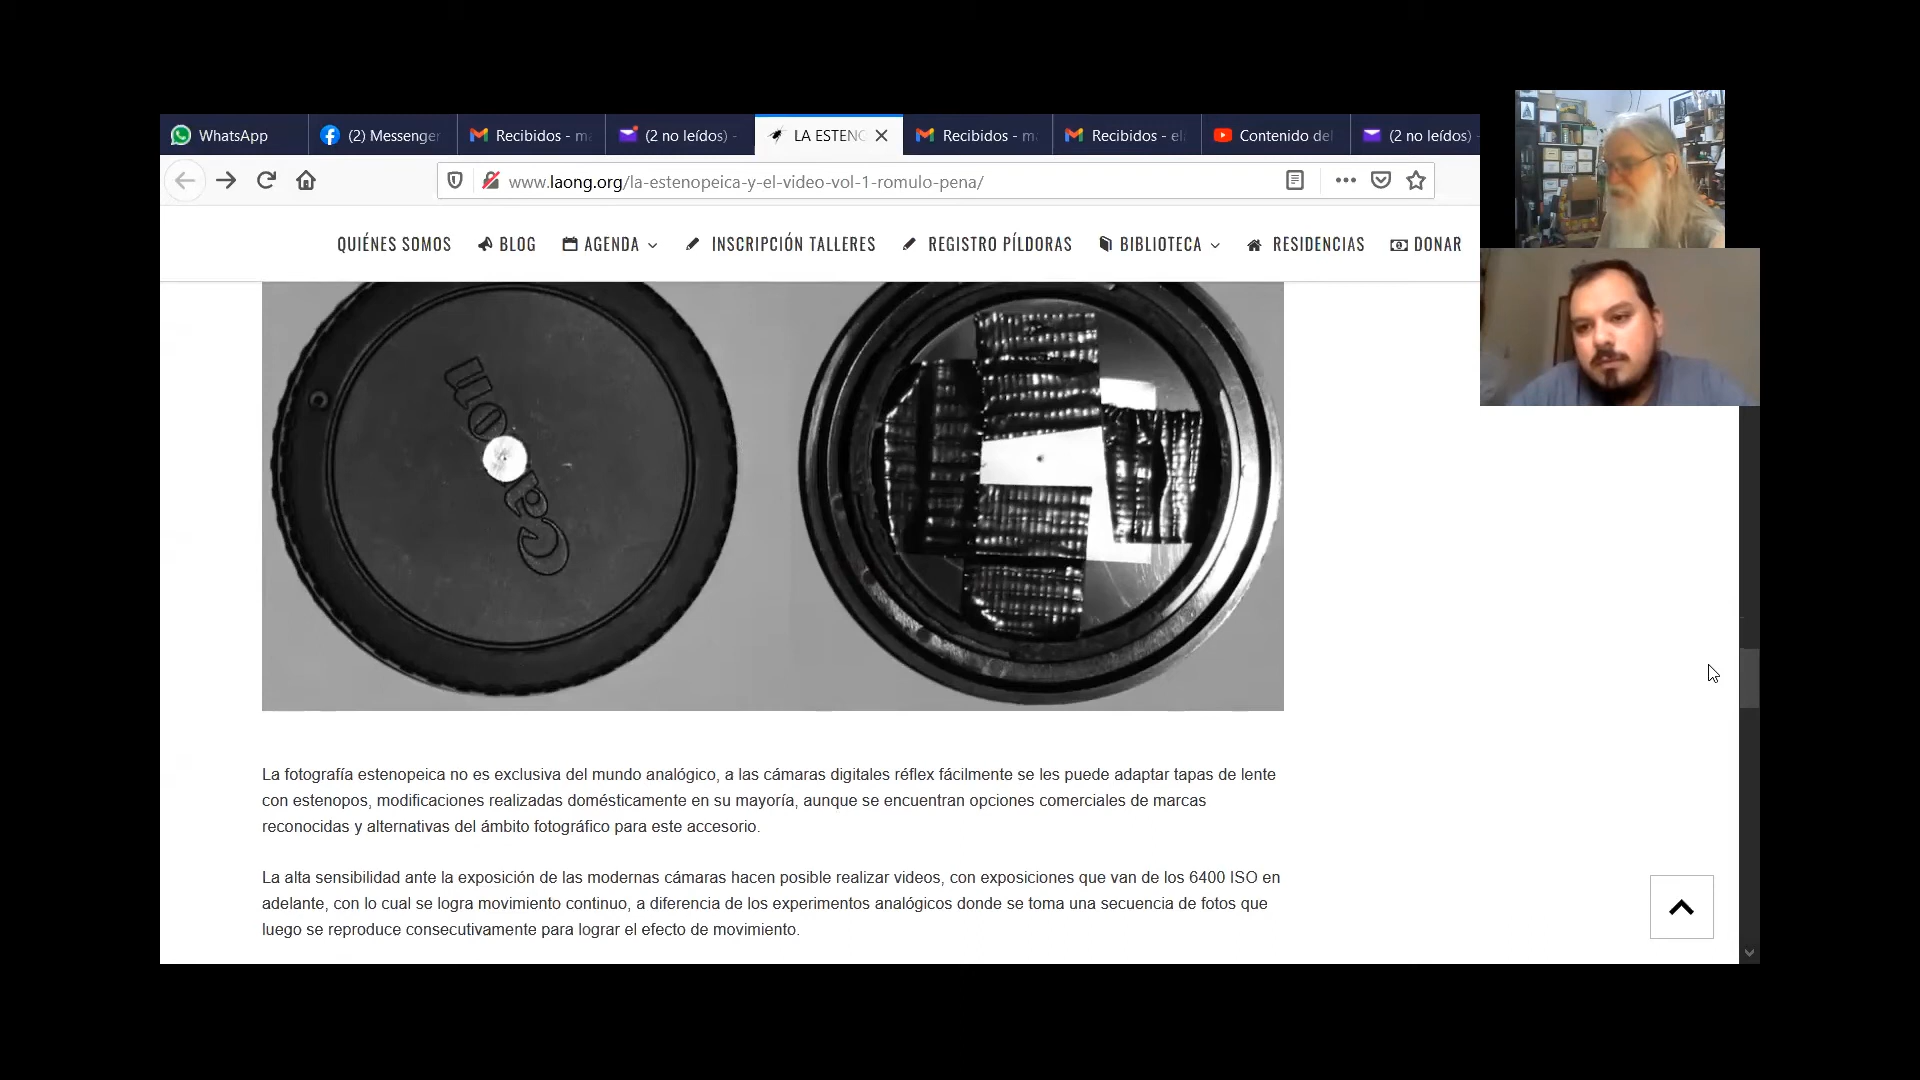 WhatsApp
(2) Messenger
Recibidos - m
(2 no leídos) -
LA ESTENO
Recibidos - m
Recibidos - el
Contenido del
(2 no leídos) -
www.laong.org/la-estenopeica-y-el-video-vol-1-romulo-pena/
QUIÉNES SOMOS
BLOG
AGENDA
INSCRIPCIÓN TALLERES
REGISTRO PÍLDORAS
BIBLIOTECA
RESIDENCIAS
DONAR
Canon
La fotografía estenopeica no es exclusiva del mundo analógico, a las cámaras digitales réflex fácilmente se les puede adaptar tapas de lente
con estenopos, modificaciones realizadas domésticamente en su mayoría, aunque se encuentran opciones comerciales de marcas
reconocidas y alternativas del ámbito fotográfico para este accesorio.
La alta sensibilidad ante la exposición de las modernas cámaras hacen posible realizar videos, con exposiciones que van de los 6400 ISO en
adelante, con lo cual se logra movimiento continuo, a diferencia de los experimentos analógicos donde se toma una secuencia de fotos que
luego se reproduce consecutivamente para lograr el efecto de movimiento.